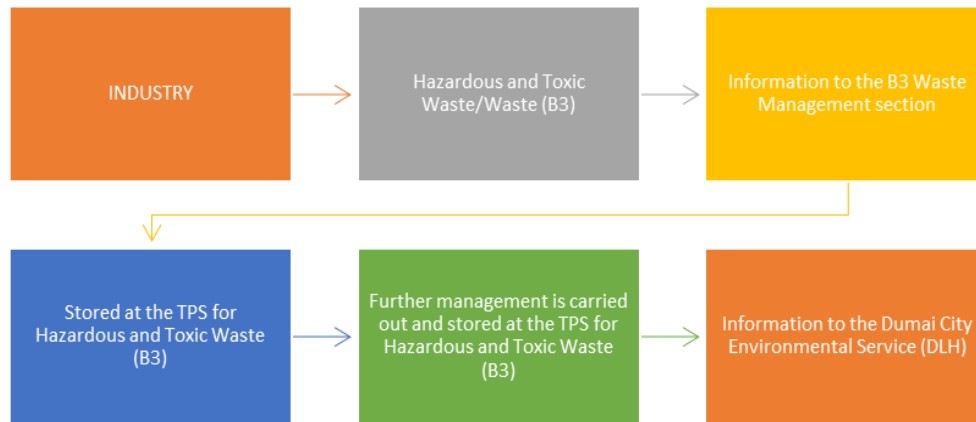 INDUSTRY
Hazardous and Toxic
Waste/Waste (B3)
Information to the B3 Waste
Management section
Stored at the TPS for
Hazardous and Toxic Waste
(B3)
Further management is carried
out and stored at the TPS for
Hazardous and Toxic Waste
(B3)
Information to the Dumai City
Environmental Service (DLH)